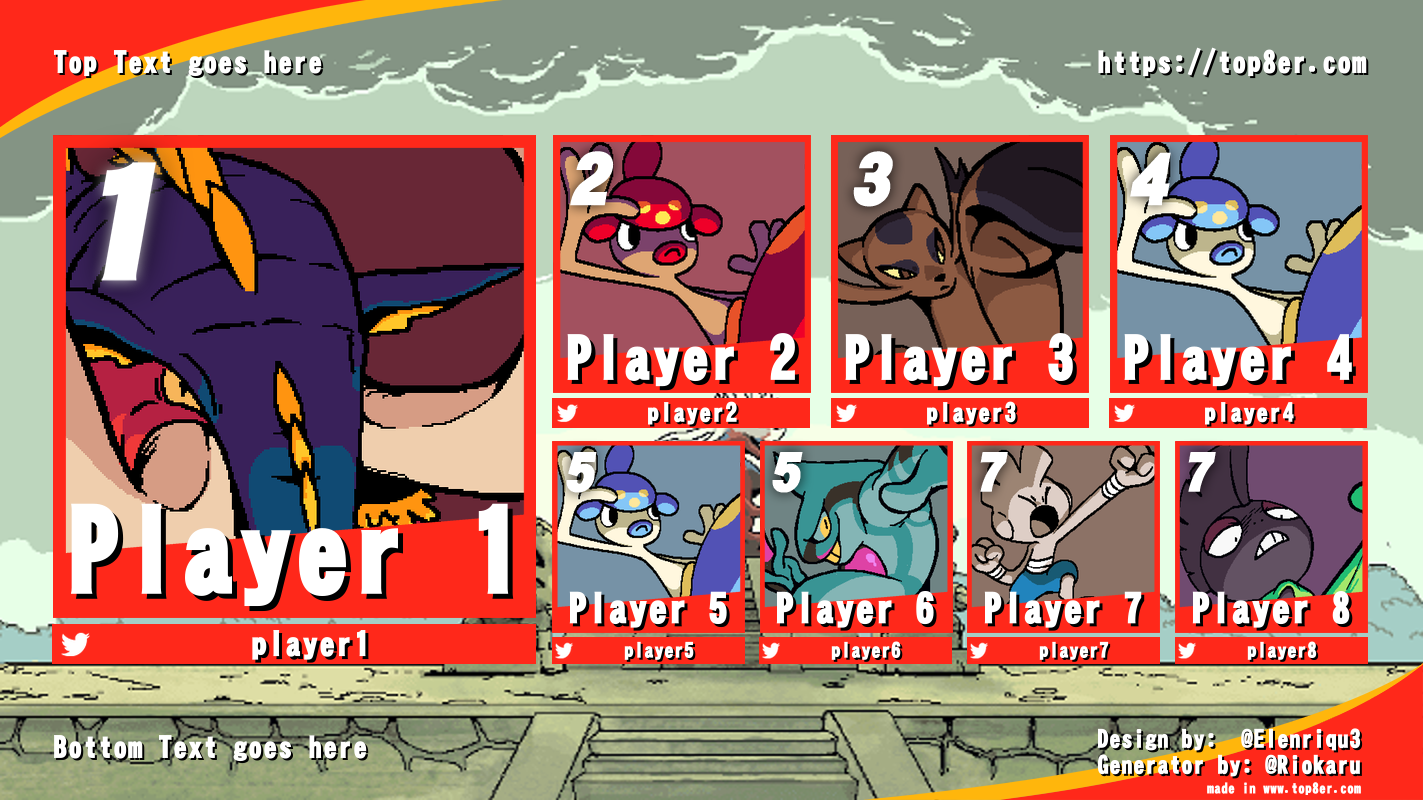 Top Text goes here
https://top8er.com
1
Player 1
player1
2
Player 2
player2
3
Player 3
player3
4
Player 4
player4
5
Player 5
player5
5
Player 6
player6
7
Player 7
player7
7
Player 8
player8
Bottom Text goes here
Design by: @Elenriqu3
Generator by: @Riokaru
made in www.top8er.com